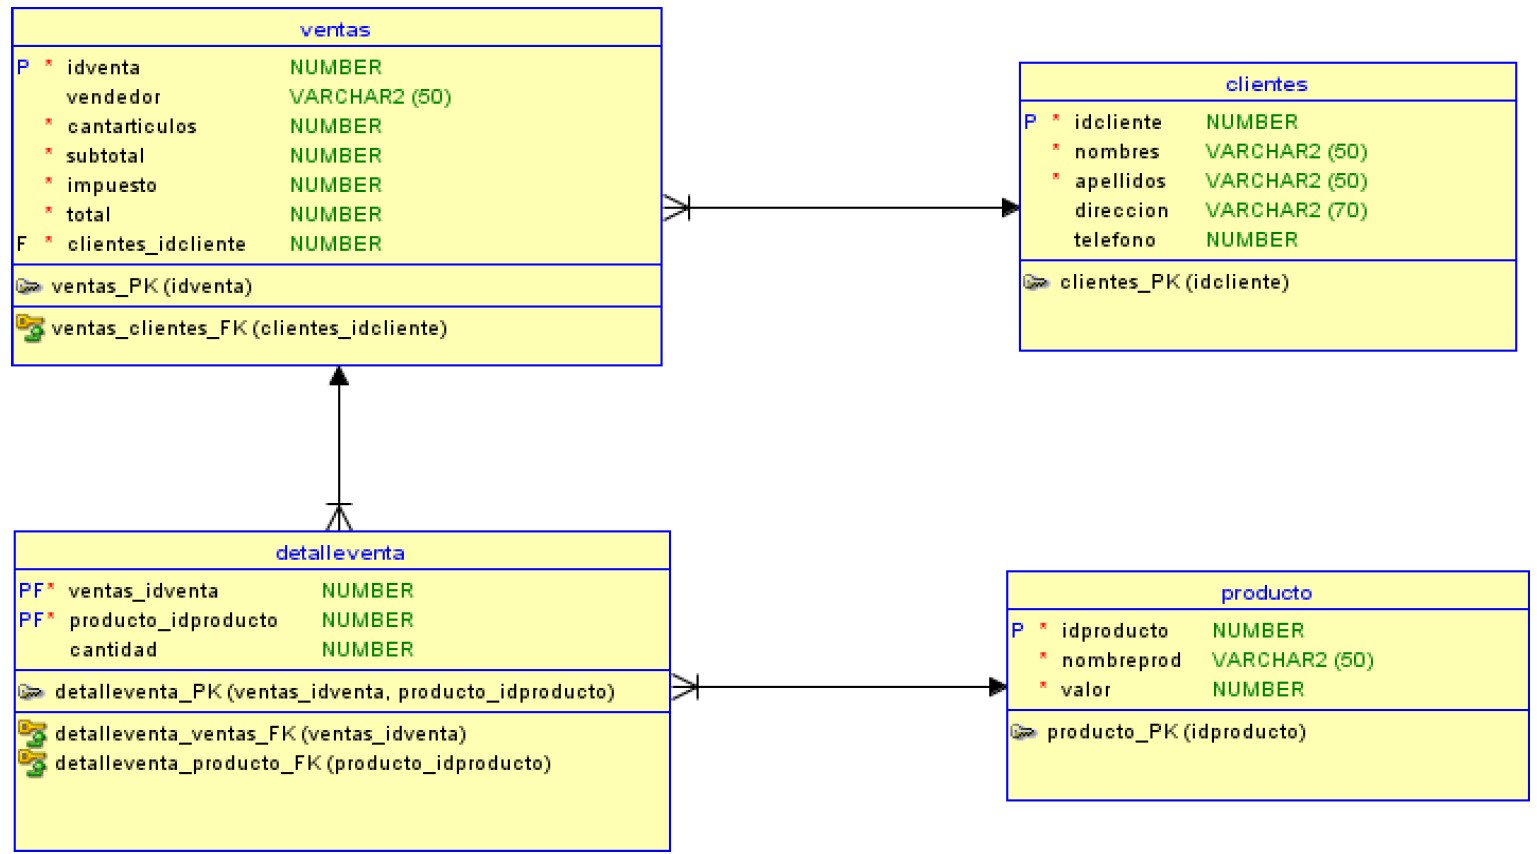 ventas
P * idventa NUMBER
vendedor VARCHAR2 (50)
* cantarticulos NUMBER
* subtotal NUMBER
* impuesto NUMBER
* total NUMBER
F * clientes_idcliente NUMBER
ventas_PK (idventa)
ventas_clientes_FK (clientes_idcliente)
clientes
P * idcliente NUMBER
* nombres VARCHAR2 (50)
* apellidos VARCHAR2 (50)
direccion VARCHAR2 (70)
telefono NUMBER
clientes_PK (idcliente)
detalleventa
PF* ventas_idventa NUMBER
PF* producto_idproducto NUMBER
cantidad NUMBER
detalleventa_PK (ventas_idventa, producto_idproducto)
detalleventa_ventas_FK (ventas_idventa)
detalleventa_producto_FK (producto_idproducto)
producto
P * idproducto NUMBER
* nombreprod VARCHAR2 (50)
* valor NUMBER
producto_PK (idproducto)